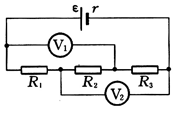 ε r
V₁
R₁ R₂ R₃
V₂